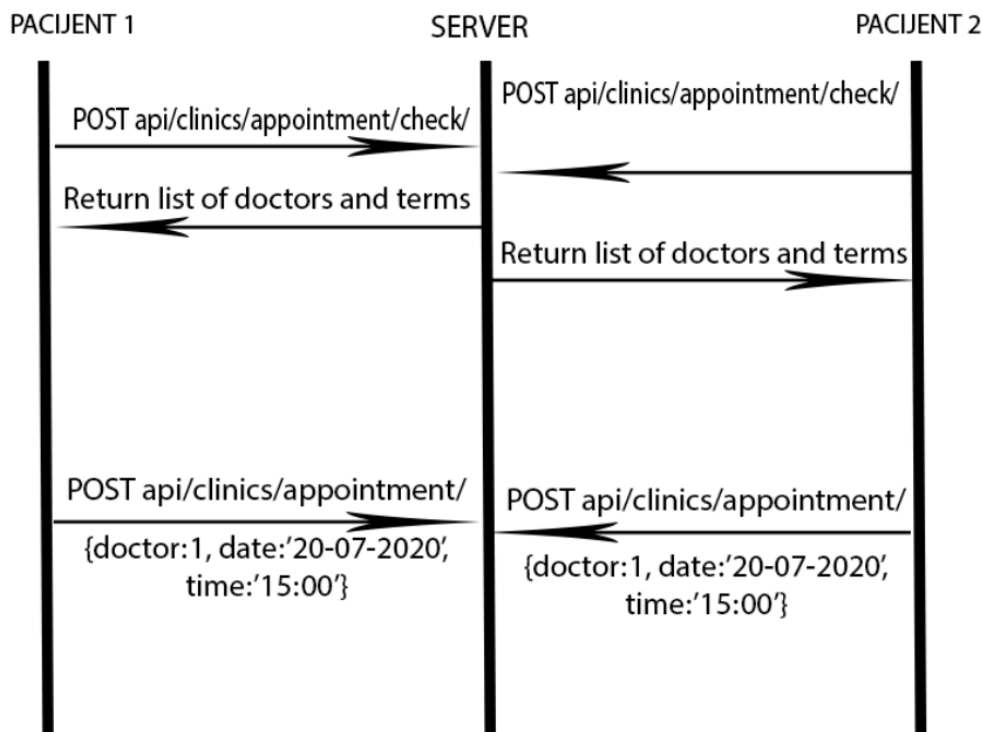 PACIJENT 1
SERVER
PACIJENT 2
POST api/clinics/appointment/check/
POST api/clinics/appointment/check/
Return list of doctors and terms
Return list of doctors and terms
POST api/clinics/appointment/
{doctor:1, date:'20-07-2020',
time:'15:00'}
POST api/clinics/appointment/
{doctor:1, date:'20-07-2020',
time:'15:00'}